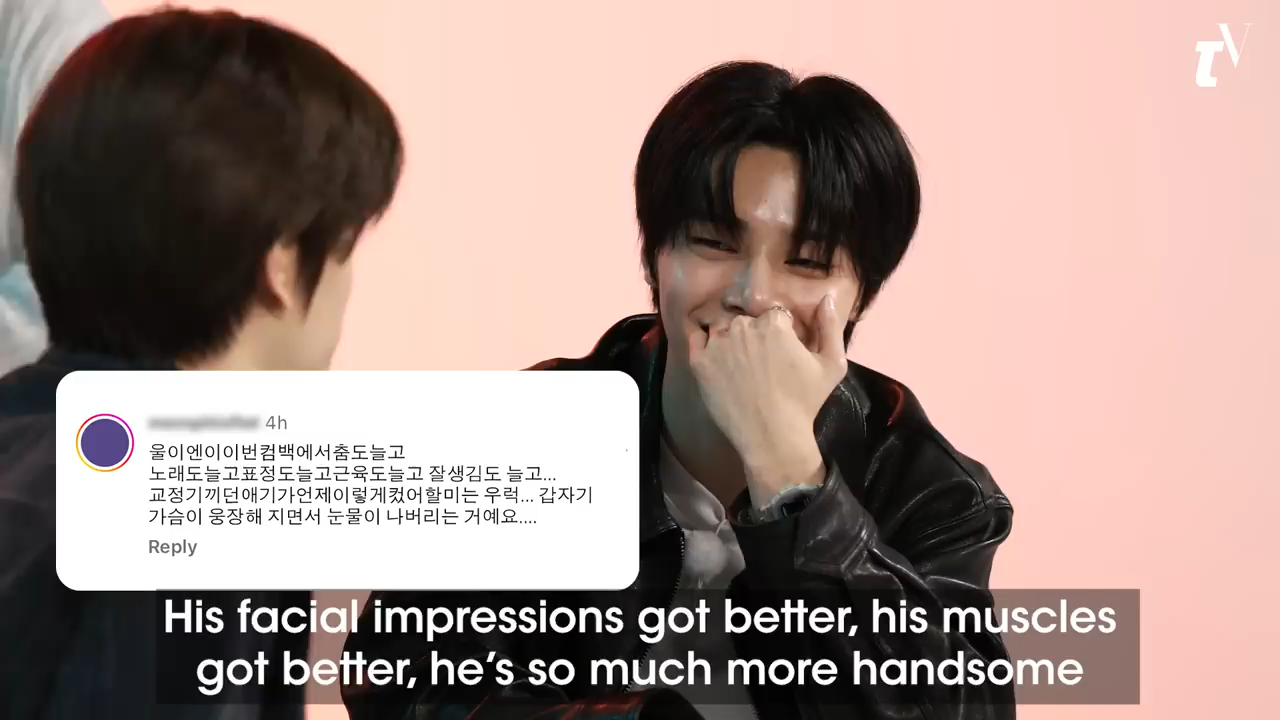 tV
4h
울이엔이이번컴백에서춤도늘고
노래도늘고표정도늘고근육도늘고 잘생김도 늘고...
교정기끼던애기가언제이렇게컸어할미는 우럭... 갑자기
가슴이 웅장해 지면서 눈물이 나버리는 거예요....
Reply
His facial impressions got better, his muscles
got better, he's so much more handsome